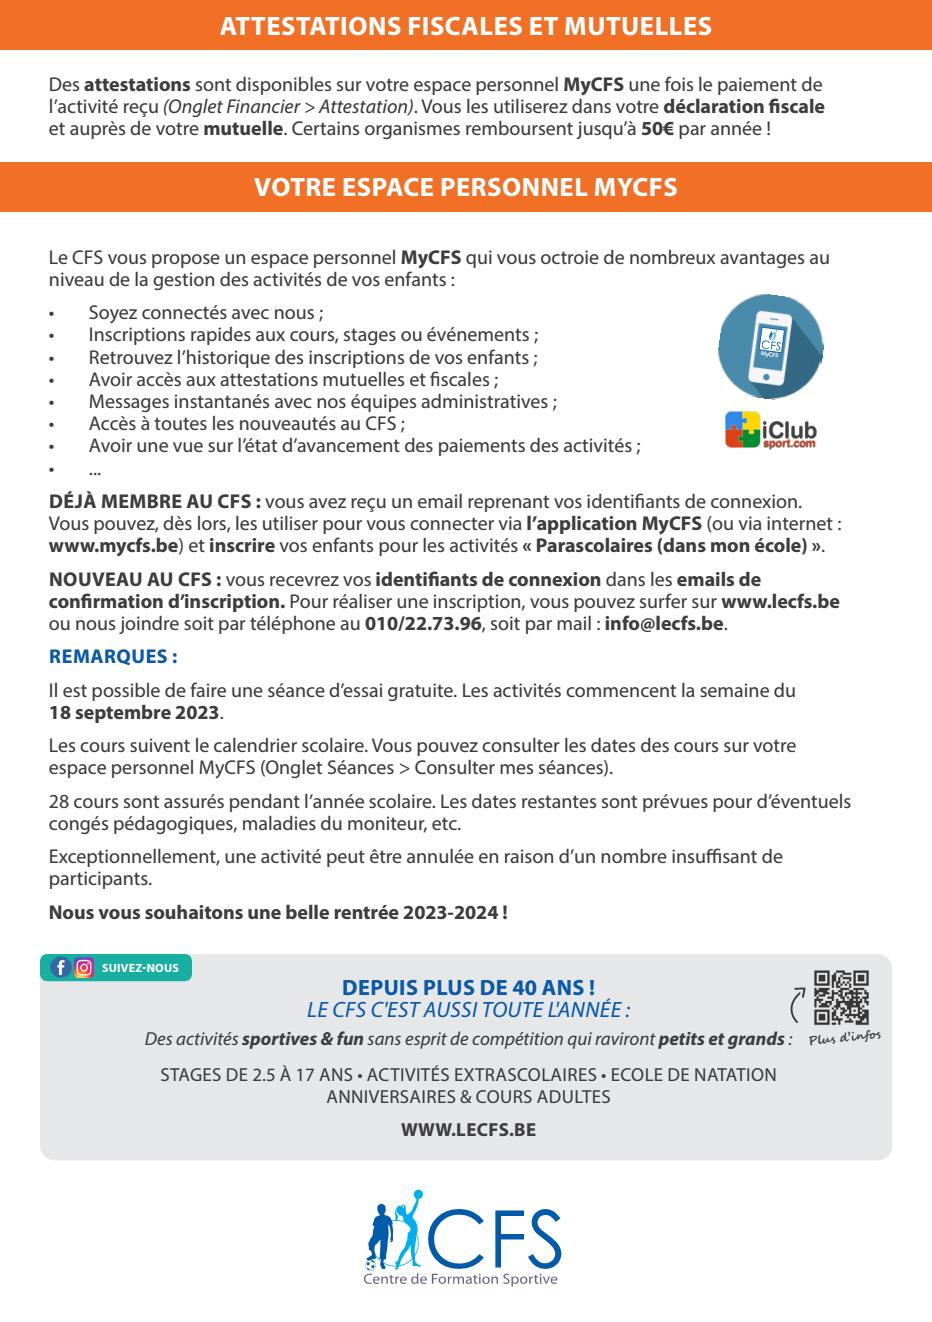 ATTESTATIONS FISCALES ET MUTUELLES
Des attestations sont disponibles sur votre espace personnel MyCFS une fois le paiement de
l’activité reçu (Onglet Financier > Attestation). Vous les utiliserez dans votre déclaration fiscale
et auprès de votre mutuelle. Certains organismes remboursent jusqu’à 50€ par année !
VOTRE ESPACE PERSONNEL MYCFS
Le CFS vous propose un espace personnel MyCFS qui vous octroie de nombreux avantages au
niveau de la gestion des activités de vos enfants :
• Soyez connectés avec nous ;
• Inscriptions rapides aux cours, stages ou événements ;
• Retrouvez l’historique des inscriptions de vos enfants ;
• Avoir accès aux attestations mutuelles et fiscales ;
• Messages instantanés avec nos équipes administratives ;
• Accès à toutes les nouveautés au CFS ;
• Avoir une vue sur l’état d’avancement des paiements des activités ;
• ...
CFS
MyCFS
iClub
sport.com
DÉJÀ MEMBRE AU CFS : vous avez reçu un email reprenant vos identifiants de connexion.
Vous pouvez, dès lors, les utiliser pour vous connecter via l’application MyCFS (ou via internet :
www.mycfs.be) et inscrire vos enfants pour les activités « Parascolaires (dans mon école) ».
NOUVEAU AU CFS : vous recevrez vos identifiants de connexion dans les emails de
confirmation d’inscription. Pour réaliser une inscription, vous pouvez surfer sur www.lecfs.be
ou nous joindre soit par téléphone au 010/22.73.96, soit par mail : info@lecfs.be.
REMARQUES :
Il est possible de faire une séance d’essai gratuite. Les activités commencent la semaine du
18 septembre 2023.
Les cours suivent le calendrier scolaire. Vous pouvez consulter les dates des cours sur votre
espace personnel MyCFS (Onglet Séances > Consulter mes séances).
28 cours sont assurés pendant l’année scolaire. Les dates restantes sont prévues pour d’éventuels
congés pédagogiques, maladies du moniteur, etc.
Exceptionnellement, une activité peut être annulée en raison d’un nombre insuffisant de
participants.
Nous vous souhaitons une belle rentrée 2023-2024 !
SUIVEZ-NOUS
DEPUIS PLUS DE 40 ANS !
LE CFS C'EST AUSSI TOUTE L'ANNÉE :
Des activités sportives & fun sans esprit de compétition qui raviront petits et grands :
Plus d'infos
STAGES DE 2.5 À 17 ANS • ACTIVITÉS EXTRASCOLAIRES • ECOLE DE NATATION
ANNIVERSAIRES & COURS ADULTES
WWW.LECFS.BE
CFS
Centre de Formation Sportive